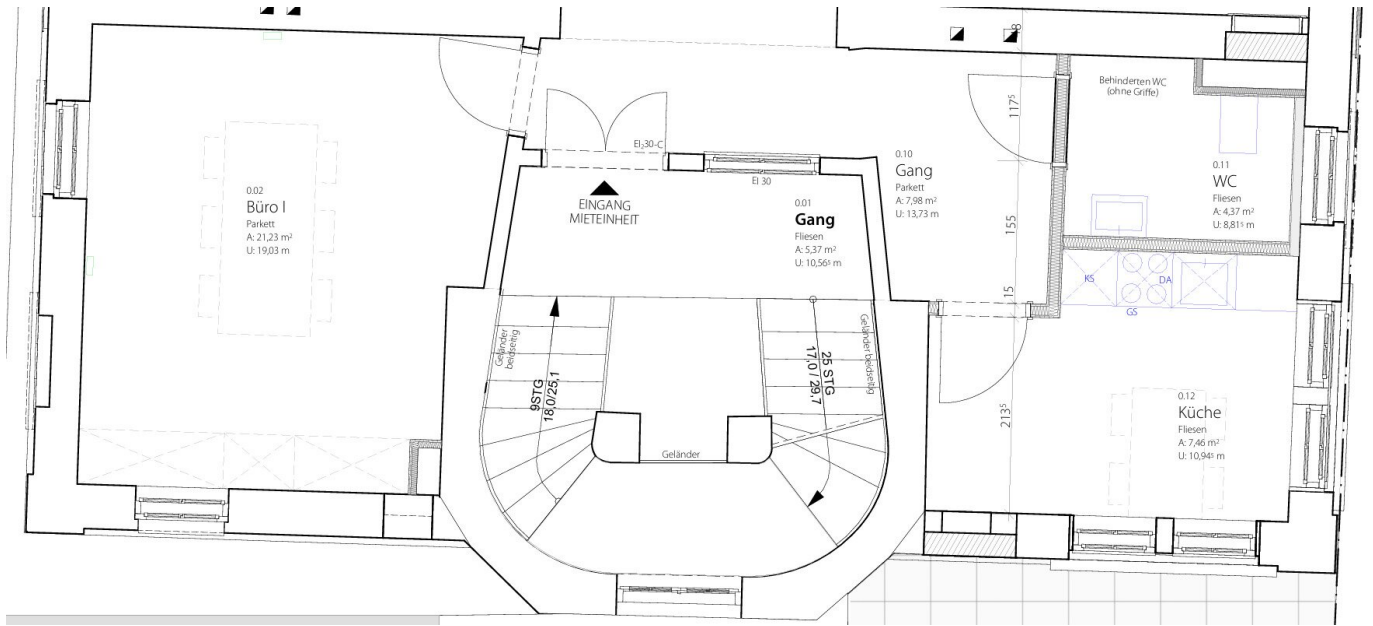 0.02
Büro I
Parkett
A: 21,23 m²
U: 19,03 m
EI₂30-C
EINGANG
MIETEINHEIT
EI 30
0.01
Gang
Fliesen
A: 5,37 m²
U: 10,56⁵ m
0.10
Gang
Parkett
A: 7,98 m²
U: 13,73 m
Behinderten WC
(ohne Griffe)
0.11
WC
Fliesen
A: 4,37 m²
U: 8,81⁵ m
117⁵
155
15
213⁵
KS
DA
GS
0.12
Küche
Fliesen
A: 7,46 m²
U: 10,94⁵ m
Geländer
beidseitig
9STG
18,0/25,1
25 STG
17,0 / 29,7
Geländer beidseitig
Geländer